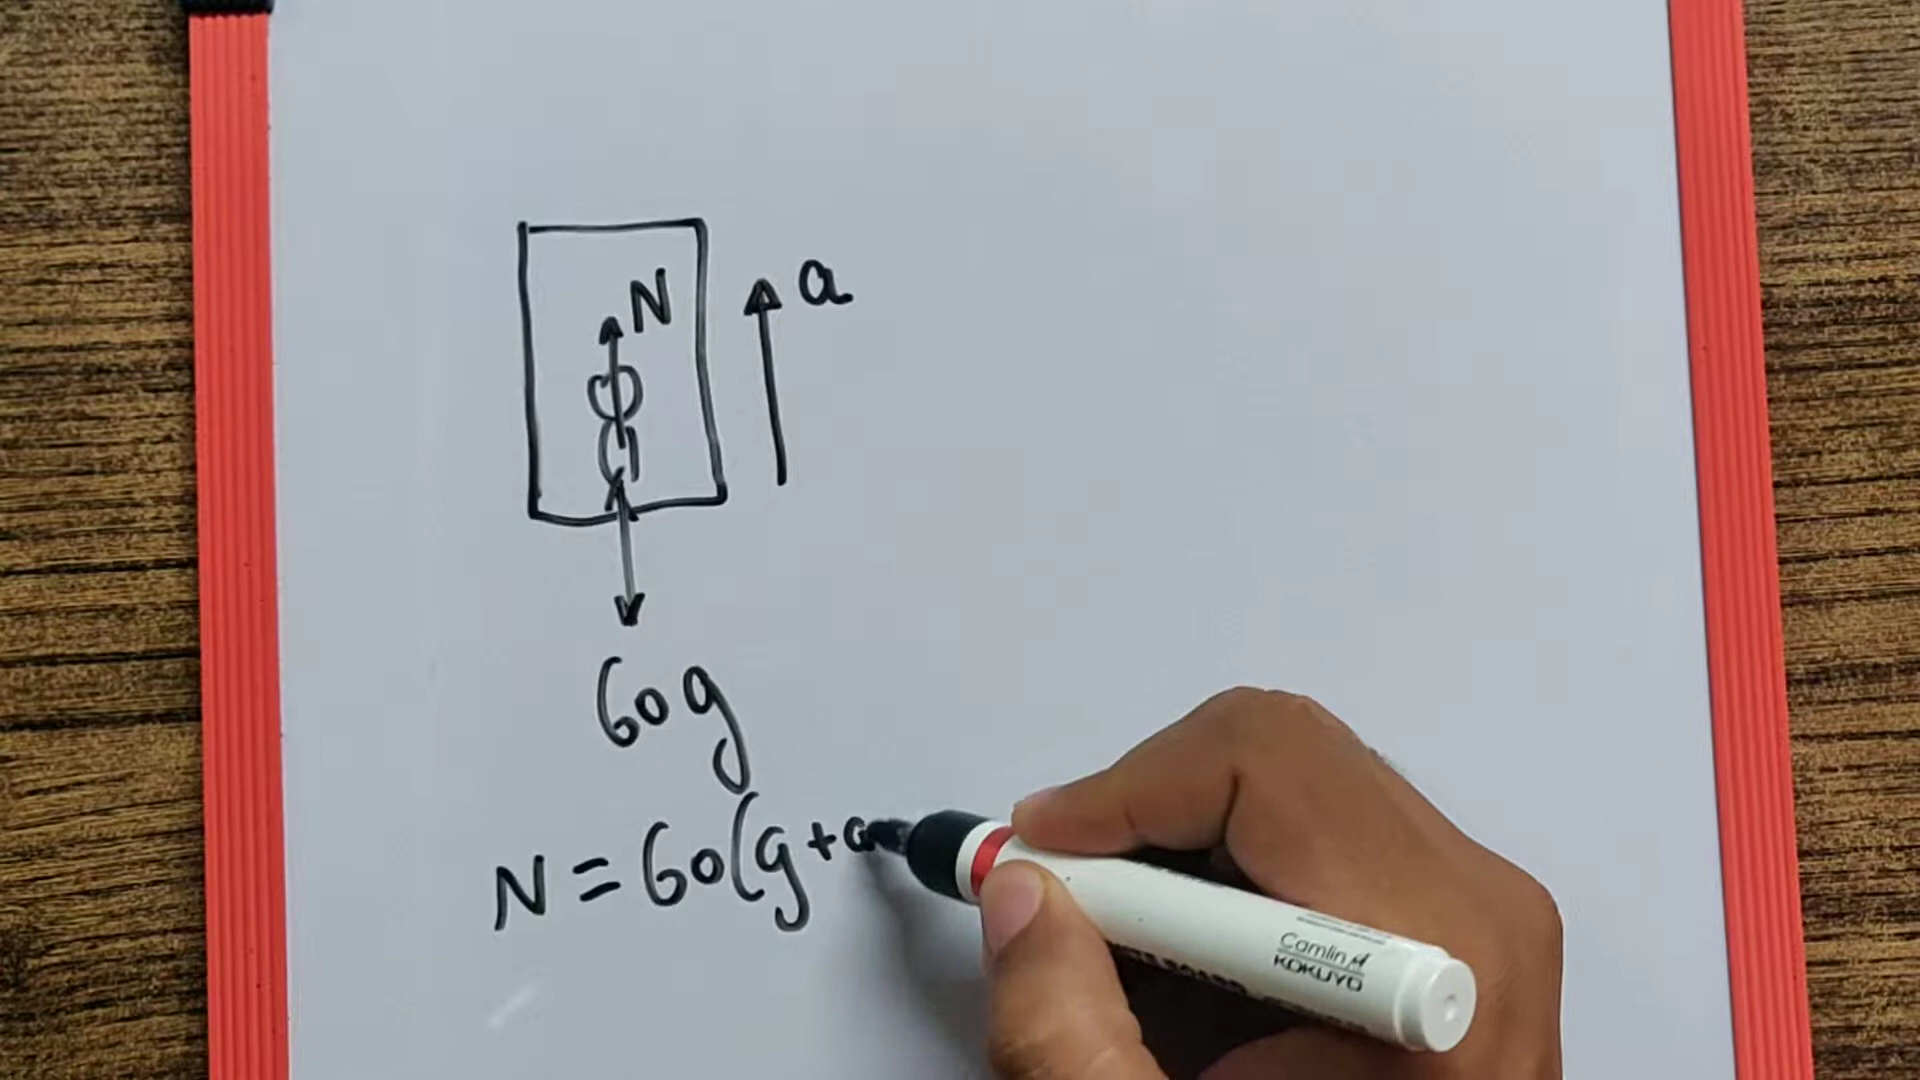 N
a
60g
N = 60(g+a
Camlin
KOKUYO